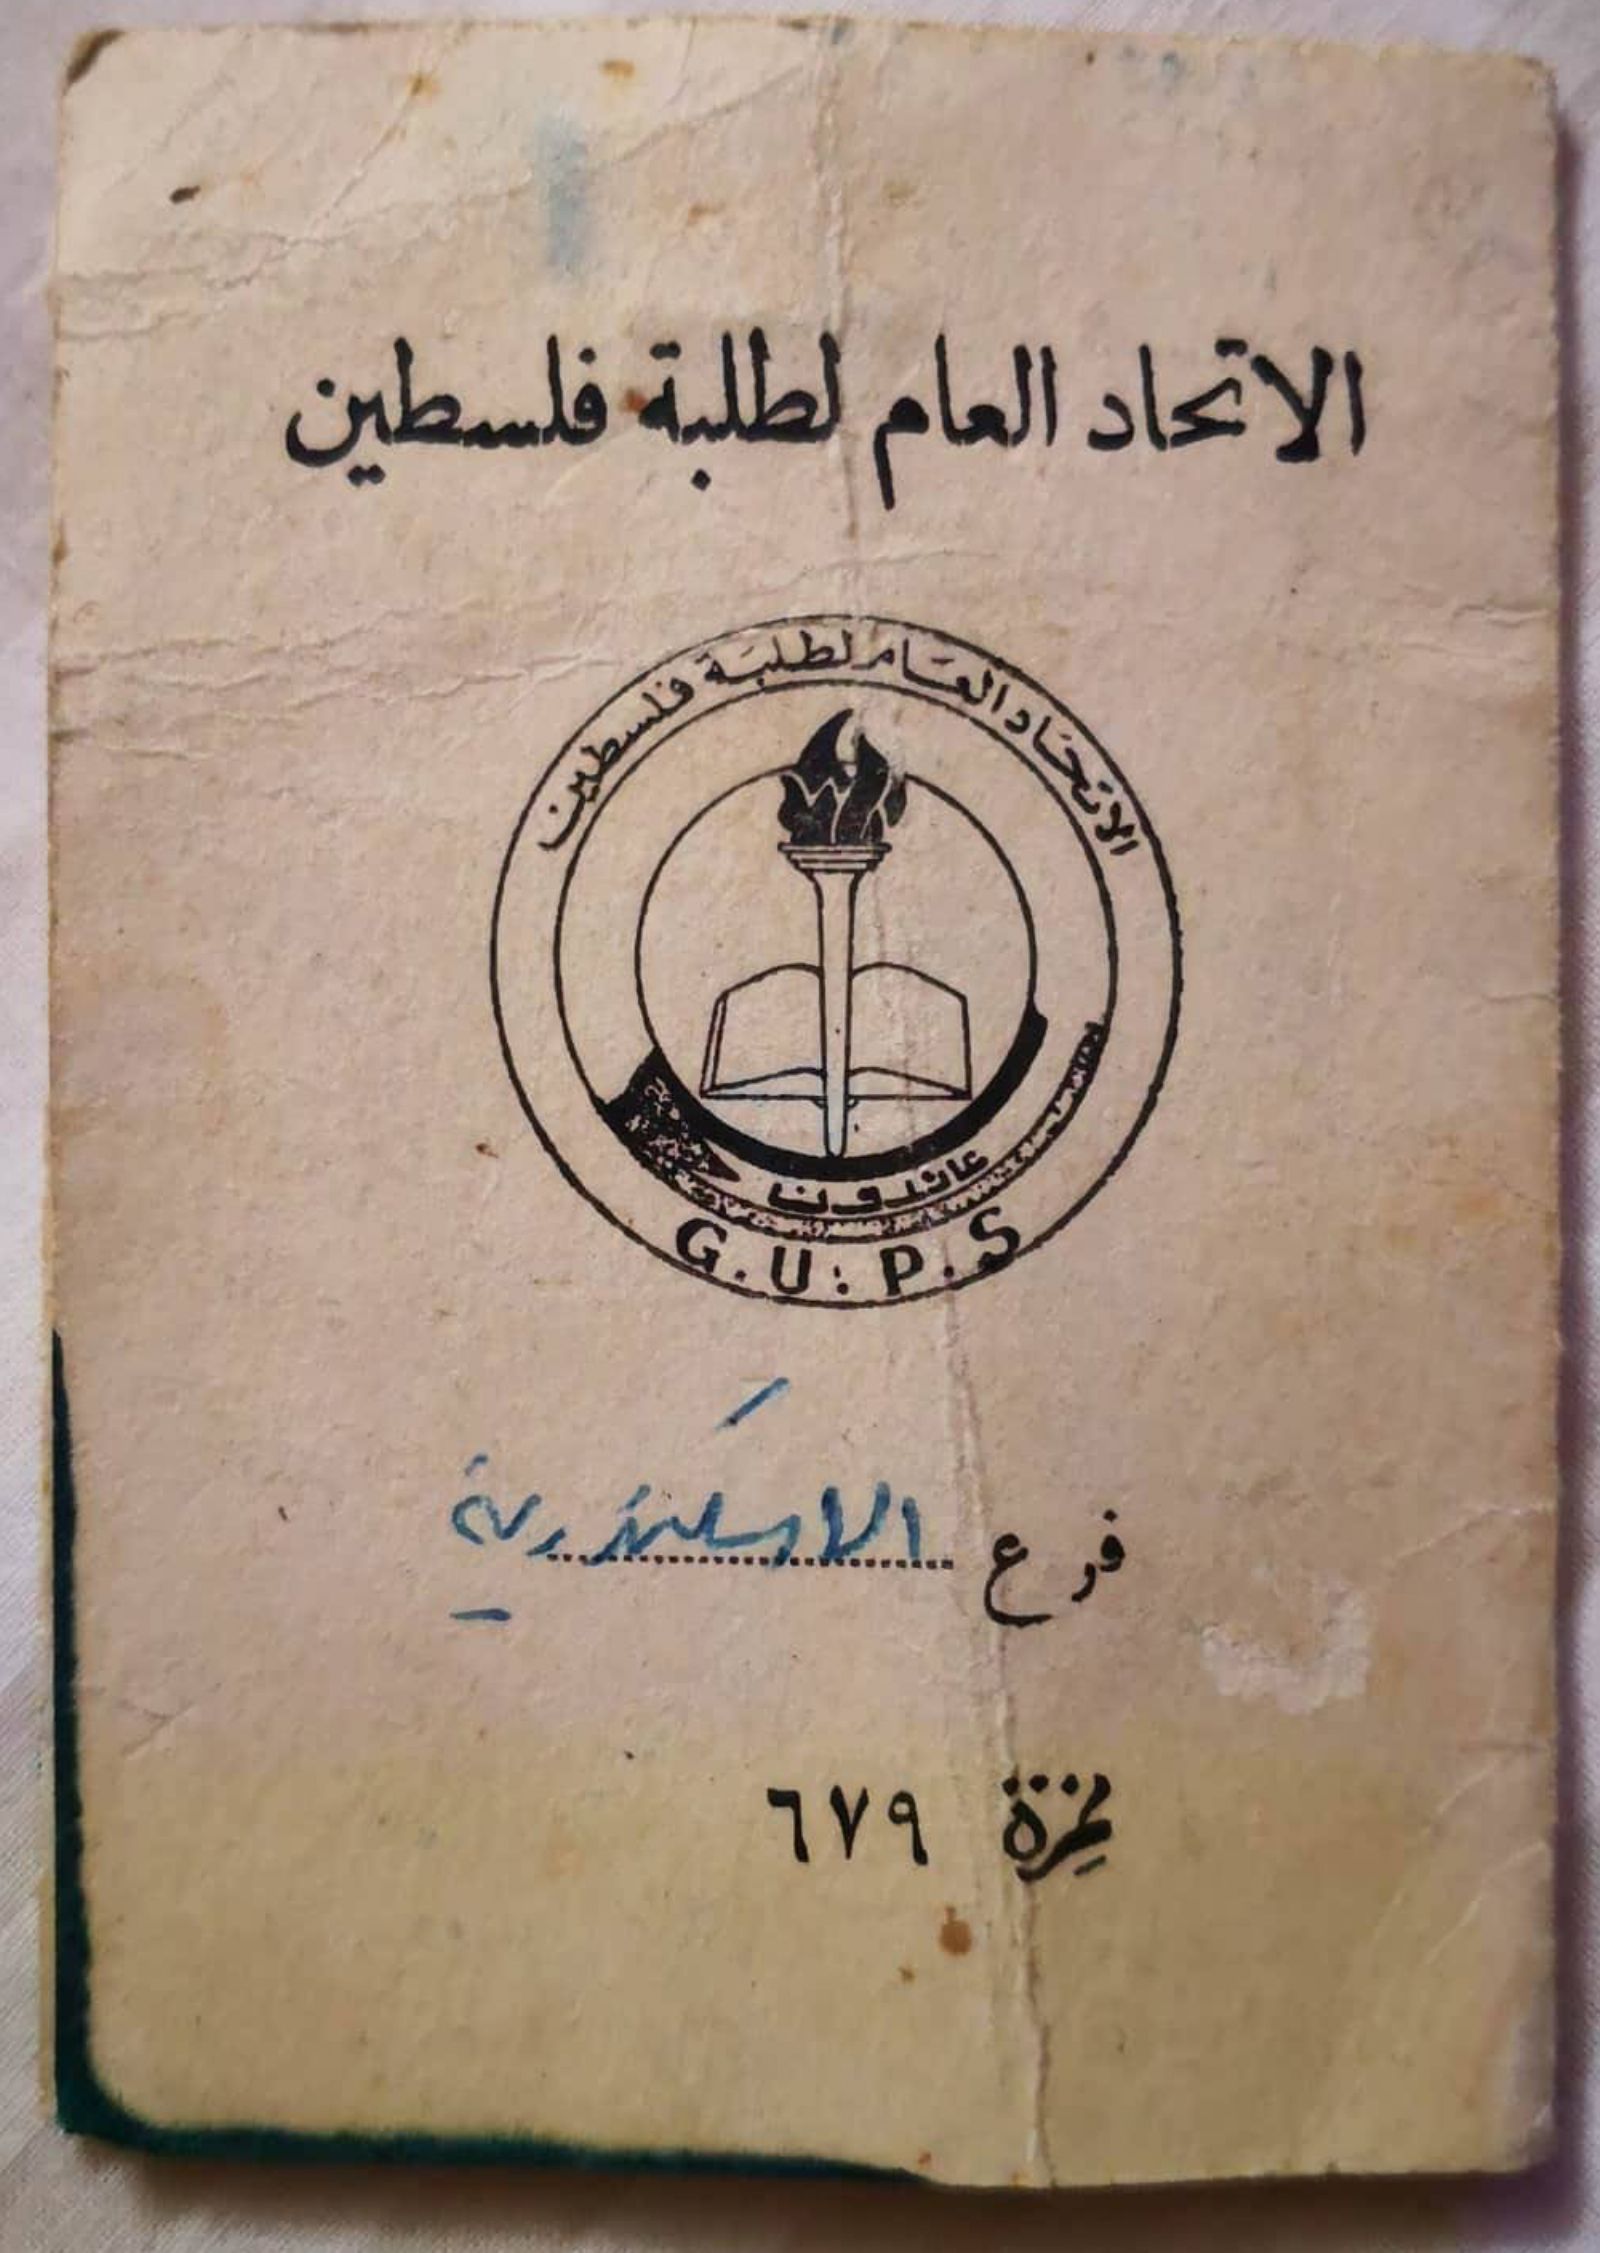 الاتحاد العام لطلبة فلسطين
الاتحاد العام لطلبة فلسطين
عائدون
G.U.P.S
فرع الاسكندرية
نمرة ٦٧٩